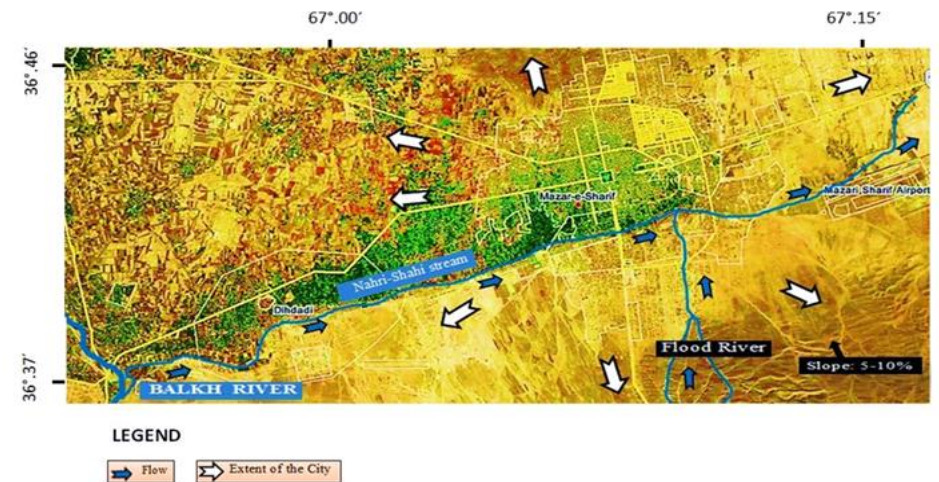 67°.00′
67°.15′
36°.46′
Mazar-e-Sharif
Mazari Sharif Airport
Nahri-Shahi stream
Dihdadi
Flood River
Slope: 5-10%
36°.37′
BALKH RIVER
LEGEND
Flow
Extent of the City